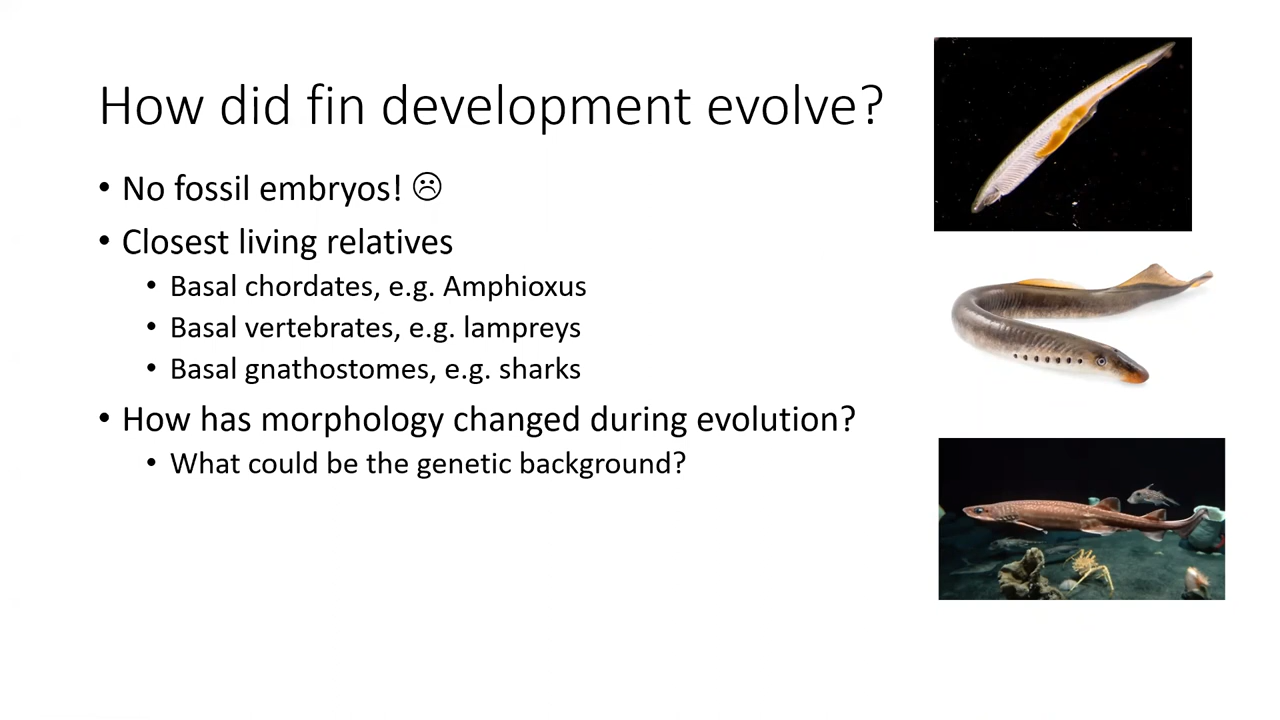 How did fin development evolve?
• No fossil embryos! ☹
• Closest living relatives
• Basal chordates, e.g. Amphioxus
• Basal vertebrates, e.g. lampreys
• Basal gnathostomes, e.g. sharks
• How has morphology changed during evolution?
• What could be the genetic background?